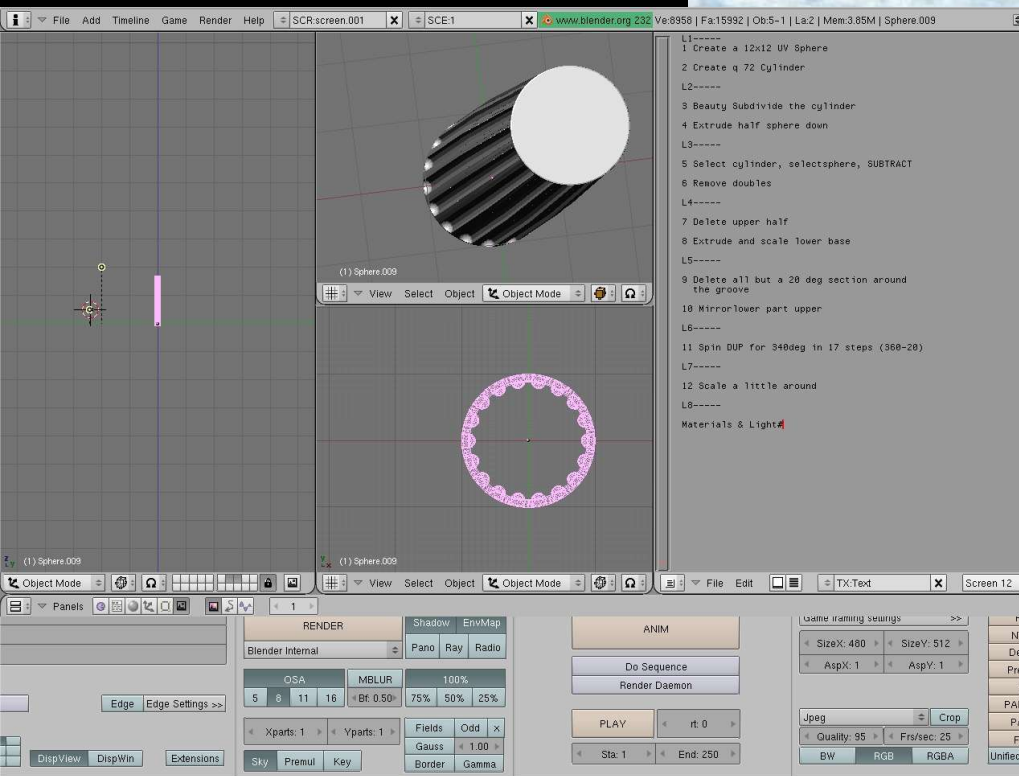 File Add Timeline Game Render Help SCR:screen.001 X SCE:1 X www.blender.org 232 Ve:8958 | Fa:15992 | Ob:5-1 | La:2 | Mem:3.85M | Sphere.009
(1) Sphere.009
Object Mode
(1) Sphere.009
View Select Object Object Mode
(1) Sphere.009
View Select Object Object Mode
L1-----
1 Create a 12x12 UV Sphere
2 Create q 72 Cylinder
L2-----
3 Beauty Subdivide the cylinder
4 Extrude half sphere down
L3-----
5 Select cylinder, selectsphere, SUBTRACT
6 Remove doubles
L4-----
7 Delete upper half
8 Extrude and scale lower base
L5-----
9 Delete all but a 20 deg section around
the groove
10 Mirrorlower part upper
L6-----
11 Spin DUP for 340deg in 17 steps (360-20)
L7-----
12 Scale a little around
L8-----
Materials & Light#
File Edit TX:Text X Screen 12
Panels 1
Edge Edge Settings >>
DispView DispWin Extensions
RENDER
Blender Internal
OSA MBLUR
5 8 11 16 Bf: 0.50
Xparts: 1 Yparts: 1
Sky Premul Key
Shadow EnvMap
Pano Ray Radio
100%
75% 50% 25%
Fields Odd x
Gauss 1.00
Border Gamma
ANIM
Do Sequence
Render Daemon
PLAY rt: 0
Sta: 1 End: 250
Game framing settings >>
SizeX: 480 SizeY: 512
AspX: 1 AspY: 1
Jpeg Crop
Quality: 95 Frs/sec: 25
BW RGB RGBA